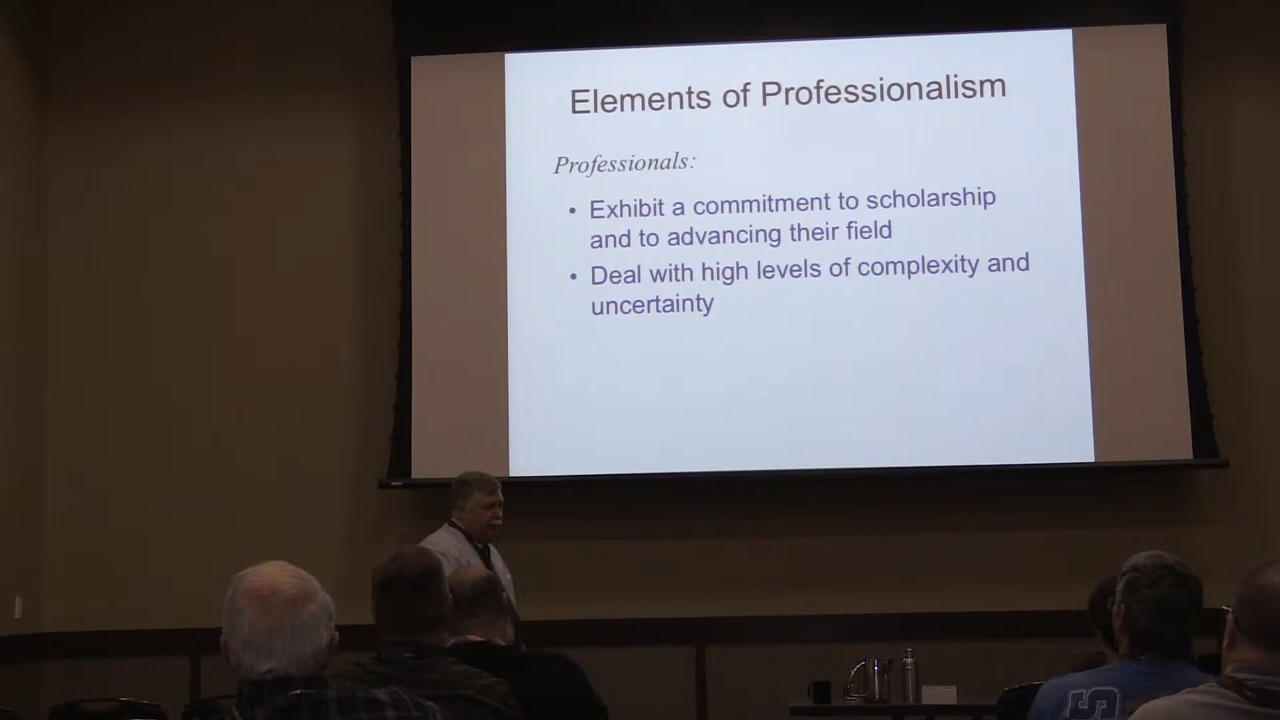 Elements of Professionalism
Professionals:
• Exhibit a commitment to scholarship
and to advancing their field
• Deal with high levels of complexity and
uncertainty
S